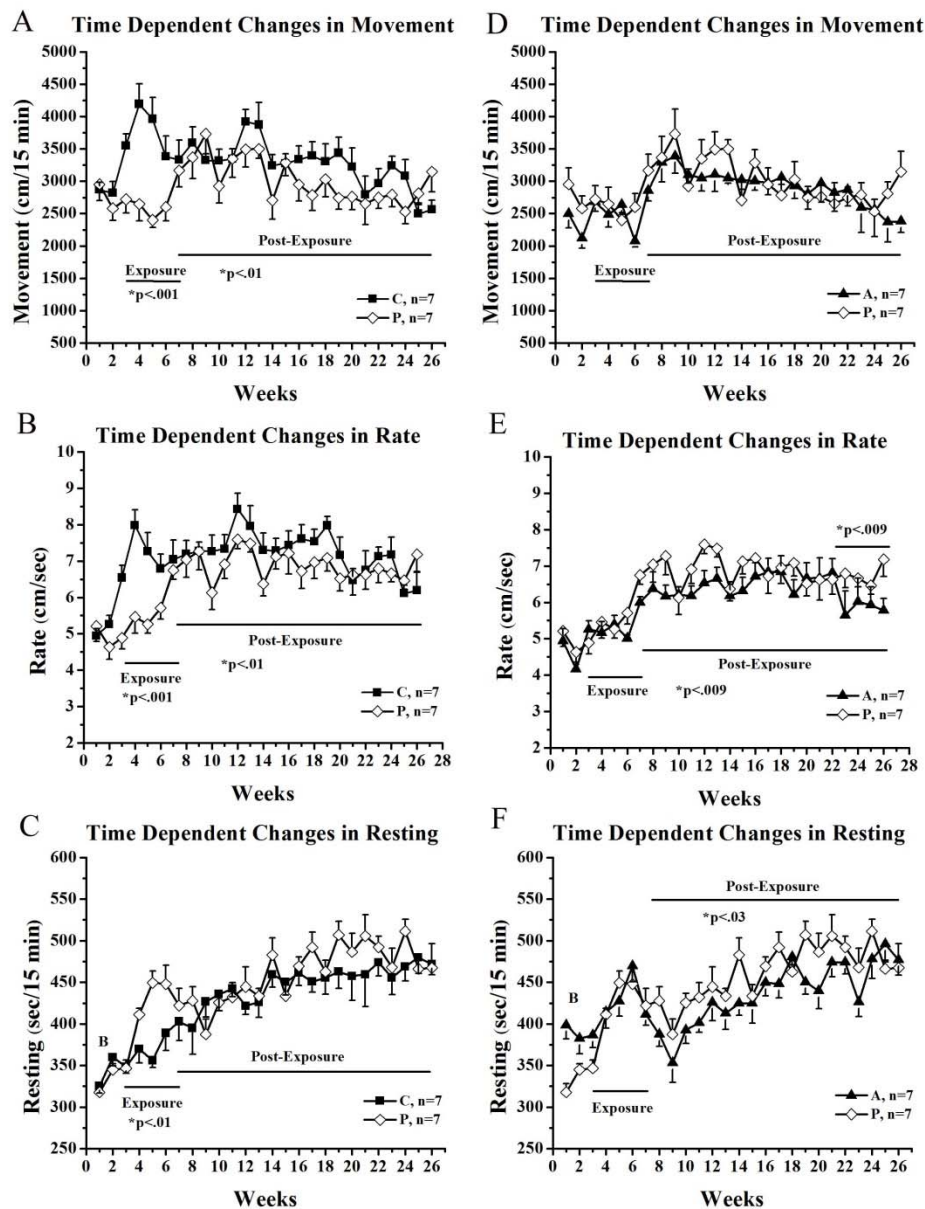 A
Time Dependent Changes in Movement
5000
4500
4000
3500
3000
2500
2000
1500
1000
500
Movement (cm/15 min)
Post-Exposure
Exposure
*p<.01
*p<.001
C, n=7
P, n=7
0 2 4 6 8 10 12 14 16 18 20 22 24 26
Weeks
D
Time Dependent Changes in Movement
5000
4500
4000
3500
3000
2500
2000
1500
1000
500
Movement (cm/15 min)
Post-Exposure
Exposure
A, n=7
P, n=7
0 2 4 6 8 10 12 14 16 18 20 22 24 26
Weeks
B
Time Dependent Changes in Rate
10
9
8
7
6
5
4
3
2
Rate (cm/sec)
Post-Exposure
Exposure
*p<.01
*p<.001
C, n=7
P, n=7
0 2 4 6 8 10 12 14 16 18 20 22 24 26 28
Weeks
E
Time Dependent Changes in Rate
10
9
8
7
6
5
4
3
2
Rate (cm/sec)
*p<.009
Post-Exposure
Exposure
*p<.009
A, n=7
P, n=7
0 2 4 6 8 10 12 14 16 18 20 22 24 26 28
Weeks
C
Time Dependent Changes in Resting
600
550
500
450
400
350
300
250
Resting (sec/15 min)
B
Post-Exposure
Exposure
*p<.01
C, n=7
P, n=7
0 2 4 6 8 10 12 14 16 18 20 22 24 26
Weeks
F
Time Dependent Changes in Resting
600
550
500
450
400
350
300
250
Resting (sec/15 min)
Post-Exposure
*p<.03
B
Exposure
A, n=7
P, n=7
0 2 4 6 8 10 12 14 16 18 20 22 24 26
Weeks